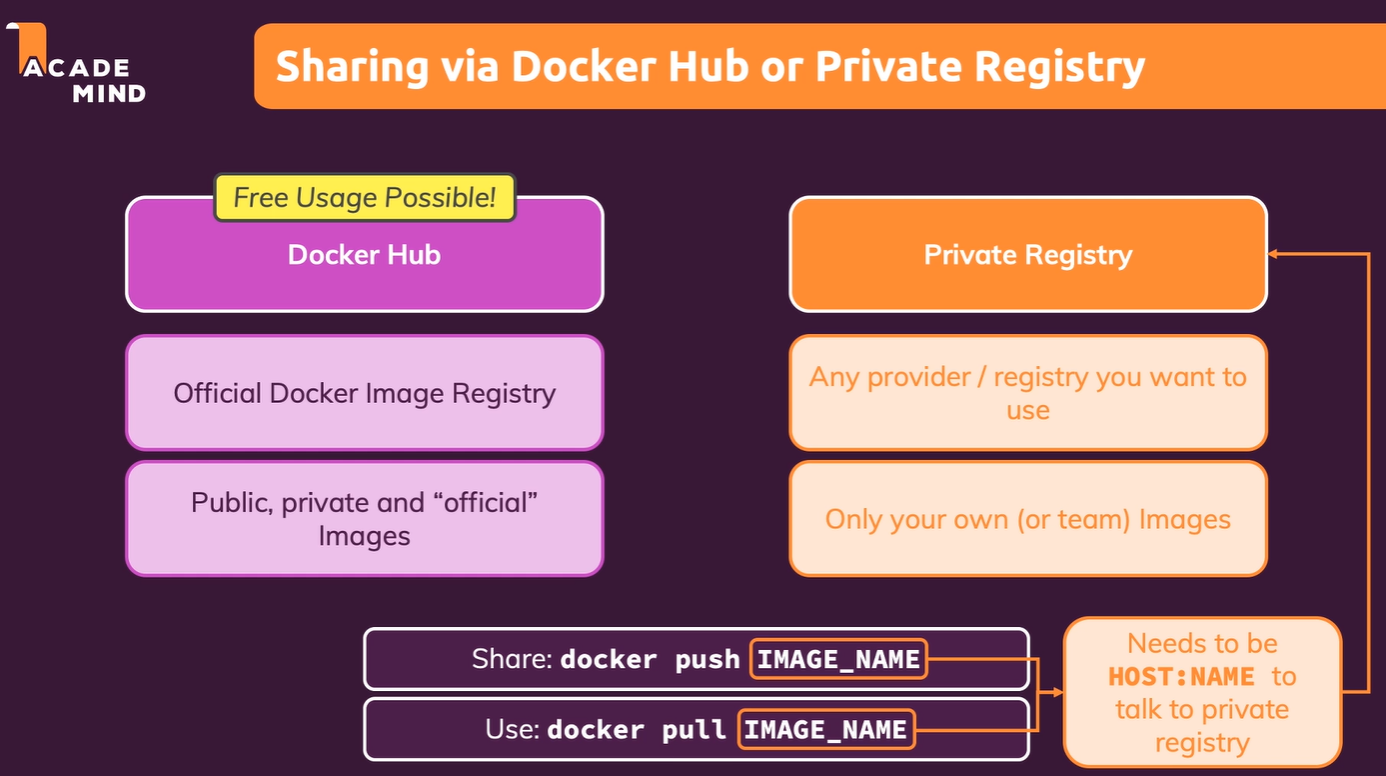 ACADE
MIND
Sharing via Docker Hub or Private Registry
Free Usage Possible!
Docker Hub
Private Registry
Official Docker Image Registry
Any provider / registry you want to
use
Public, private and “official”
Images
Only your own (or team) Images
Share: docker push IMAGE_NAME
Use: docker pull IMAGE_NAME
Needs to be
HOST:NAME to
talk to private
registry